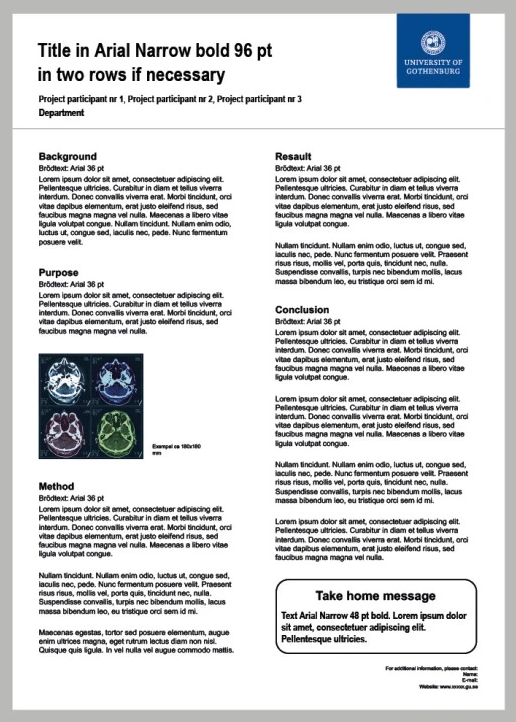 Title in Arial Narrow bold 96 pt
in two rows if necessary
UNIVERSITY OF
GOTHENBURG
Project participant nr 1, Project participant nr 2, Project participant nr 3
Department
Background
Brödtext: Arial 36 pt
Lorem ipsum dolor sit amet, consectetuer adipiscing elit.
Pellentesque ultricies. Curabitur in diam et tellus viverra
interdum. Donec convallis viverra erat. Morbi tincidunt, orci
vitae dapibus elementum, erat justo eleifend risus, sed
faucibus magna magna vel nulla. Maecenas a libero vitae
ligula volutpat congue. Nullam tincidunt. Nullam enim odio,
luctus ut, congue sed, iaculis nec, pede. Nunc fermentum
posuere velit.
Purpose
Brödtext: Arial 36 pt
Lorem ipsum dolor sit amet, consectetuer adipiscing elit.
Pellentesque ultricies. Curabitur in diam et tellus viverra
interdum. Donec convallis viverra erat. Morbi tincidunt, orci
vitae dapibus elementum, erat justo eleifend risus, sed
faucibus magna magna vel nulla.
Exempel ca 180x180
mm
Method
Brödtext: Arial 36 pt
Lorem ipsum dolor sit amet, consectetuer adipiscing elit.
Pellentesque ultricies. Curabitur in diam et tellus viverra
interdum. Donec convallis viverra erat. Morbi tincidunt, orci
vitae dapibus elementum, erat justo eleifend risus, sed
faucibus magna magna vel nulla. Maecenas a libero vitae
ligula volutpat congue.
Nullam tincidunt. Nullam enim odio, luctus ut, congue sed,
iaculis nec, pede. Nunc fermentum posuere velit. Praesent
risus risus, mollis vel, porta quis, tincidunt nec, nulla.
Suspendisse convallis, turpis nec bibendum mollis, lacus
massa bibendum leo, eu tristique orci sem id mi.
Maecenas egestas, tortor sed posuere elementum, augue
enim ultrices magna, eget rutrum lectus diam non nisl.
Quisque quis ligula. In vel nulla vel augue commodo mattis.
Resault
Brödtext: Arial 36 pt
Lorem ipsum dolor sit amet, consectetuer adipiscing elit.
Pellentesque ultricies. Curabitur in diam et tellus viverra
interdum. Donec convallis viverra erat. Morbi tincidunt, orci
vitae dapibus elementum, erat justo eleifend risus, sed
faucibus magna magna vel nulla. Maecenas a libero vitae
ligula volutpat congue.
Nullam tincidunt. Nullam enim odio, luctus ut, congue sed,
iaculis nec, pede. Nunc fermentum posuere velit. Praesent
risus risus, mollis vel, porta quis, tincidunt nec, nulla.
Suspendisse convallis, turpis nec bibendum mollis, lacus
massa bibendum leo, eu tristique orci sem id mi.
Conclusion
Brödtext: Arial 36 pt
Lorem ipsum dolor sit amet, consectetuer adipiscing elit.
Pellentesque ultricies. Curabitur in diam et tellus viverra
interdum. Donec convallis viverra erat. Morbi tincidunt, orci
vitae dapibus elementum, erat justo eleifend risus, sed
faucibus magna magna vel nulla. Maecenas a libero vitae
ligula volutpat congue.
Lorem ipsum dolor sit amet, consectetuer adipiscing elit.
Pellentesque ultricies. Curabitur in diam et tellus viverra
interdum. Donec convallis viverra erat. Morbi tincidunt, orci
vitae dapibus elementum, erat justo eleifend risus, sed
faucibus magna magna vel nulla. Maecenas a libero vitae
ligula volutpat congue.
Nullam tincidunt. Nullam enim odio, luctus ut, congue sed,
iaculis nec, pede. Nunc fermentum posuere velit. Praesent
risus risus, mollis vel, porta quis, tincidunt nec, nulla.
Suspendisse convallis, turpis nec bibendum mollis, lacus
massa bibendum leo, eu tristique orci sem id mi.
Lorem ipsum dolor sit amet, consectetuer adipiscing elit.
Pellentesque ultricies. Curabitur in diam et tellus viverra
interdum. Donec convallis viverra erat. Morbi tincidunt, orci
vitae dapibus elementum, erat justo eleifend risus, sed
faucibus magna magna vel nulla.
Take home message
Text Arial Narrow 48 pt bold. Lorem ipsum dolor
sit amet, consectetuer adipiscing elit.
Pellentesque ultricies.
For additional information, please contact:
Name:
E-mail:
Website: www.xxxxx.gu.se